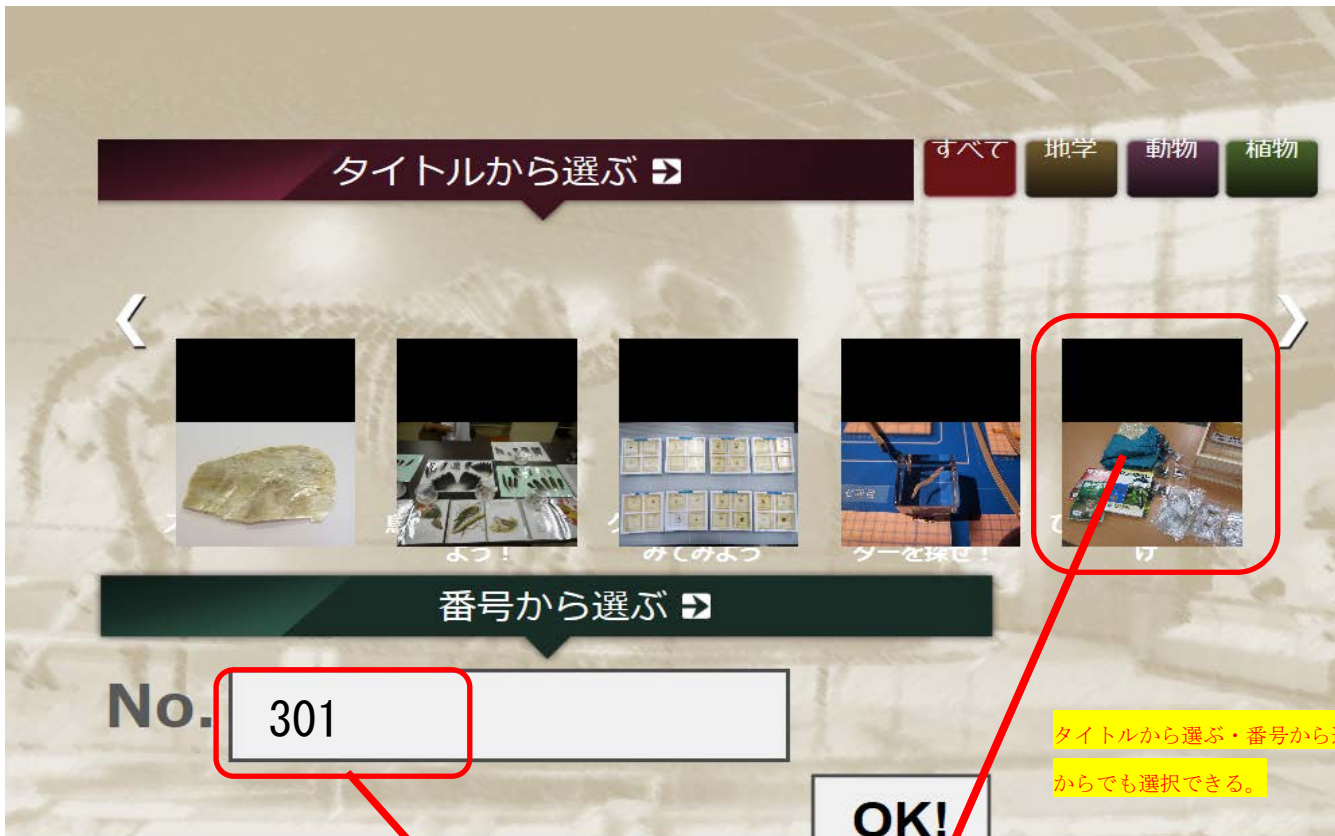 タイトルから選ぶ
すべて
地学
動物
植物
よう！
みてみよう
ダーを探せ！
け
番号から選ぶ
No.
301
タイトルから選ぶ・番号から
からでも選択できる。
OK!